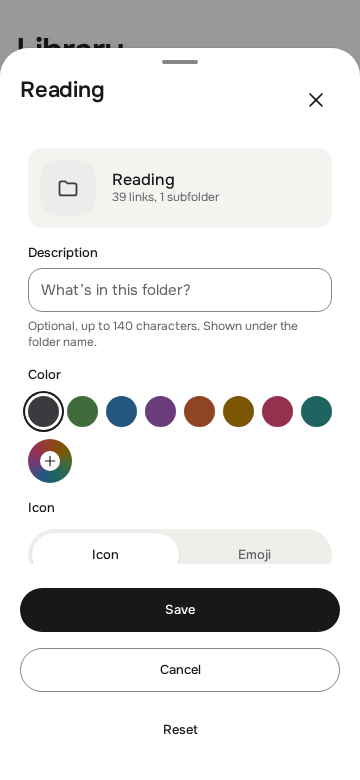 Library
Reading
Reading
39 links, 1 subfolder
Description
What's in this folder?
Optional, up to 140 characters. Shown under the
folder name.
Color
Icon
Icon
Emoji
Save
Cancel
Reset